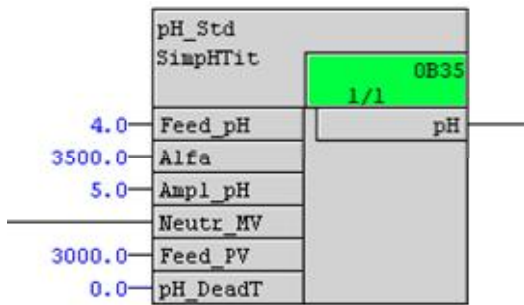 pH_Std
SimpHTit
OB35
1/1
4.0 Feed_pH pH
3500.0 Alfa
5.0 Ampl_pH
Neutr_MV
3000.0 Feed_PV
0.0 pH_DeadT